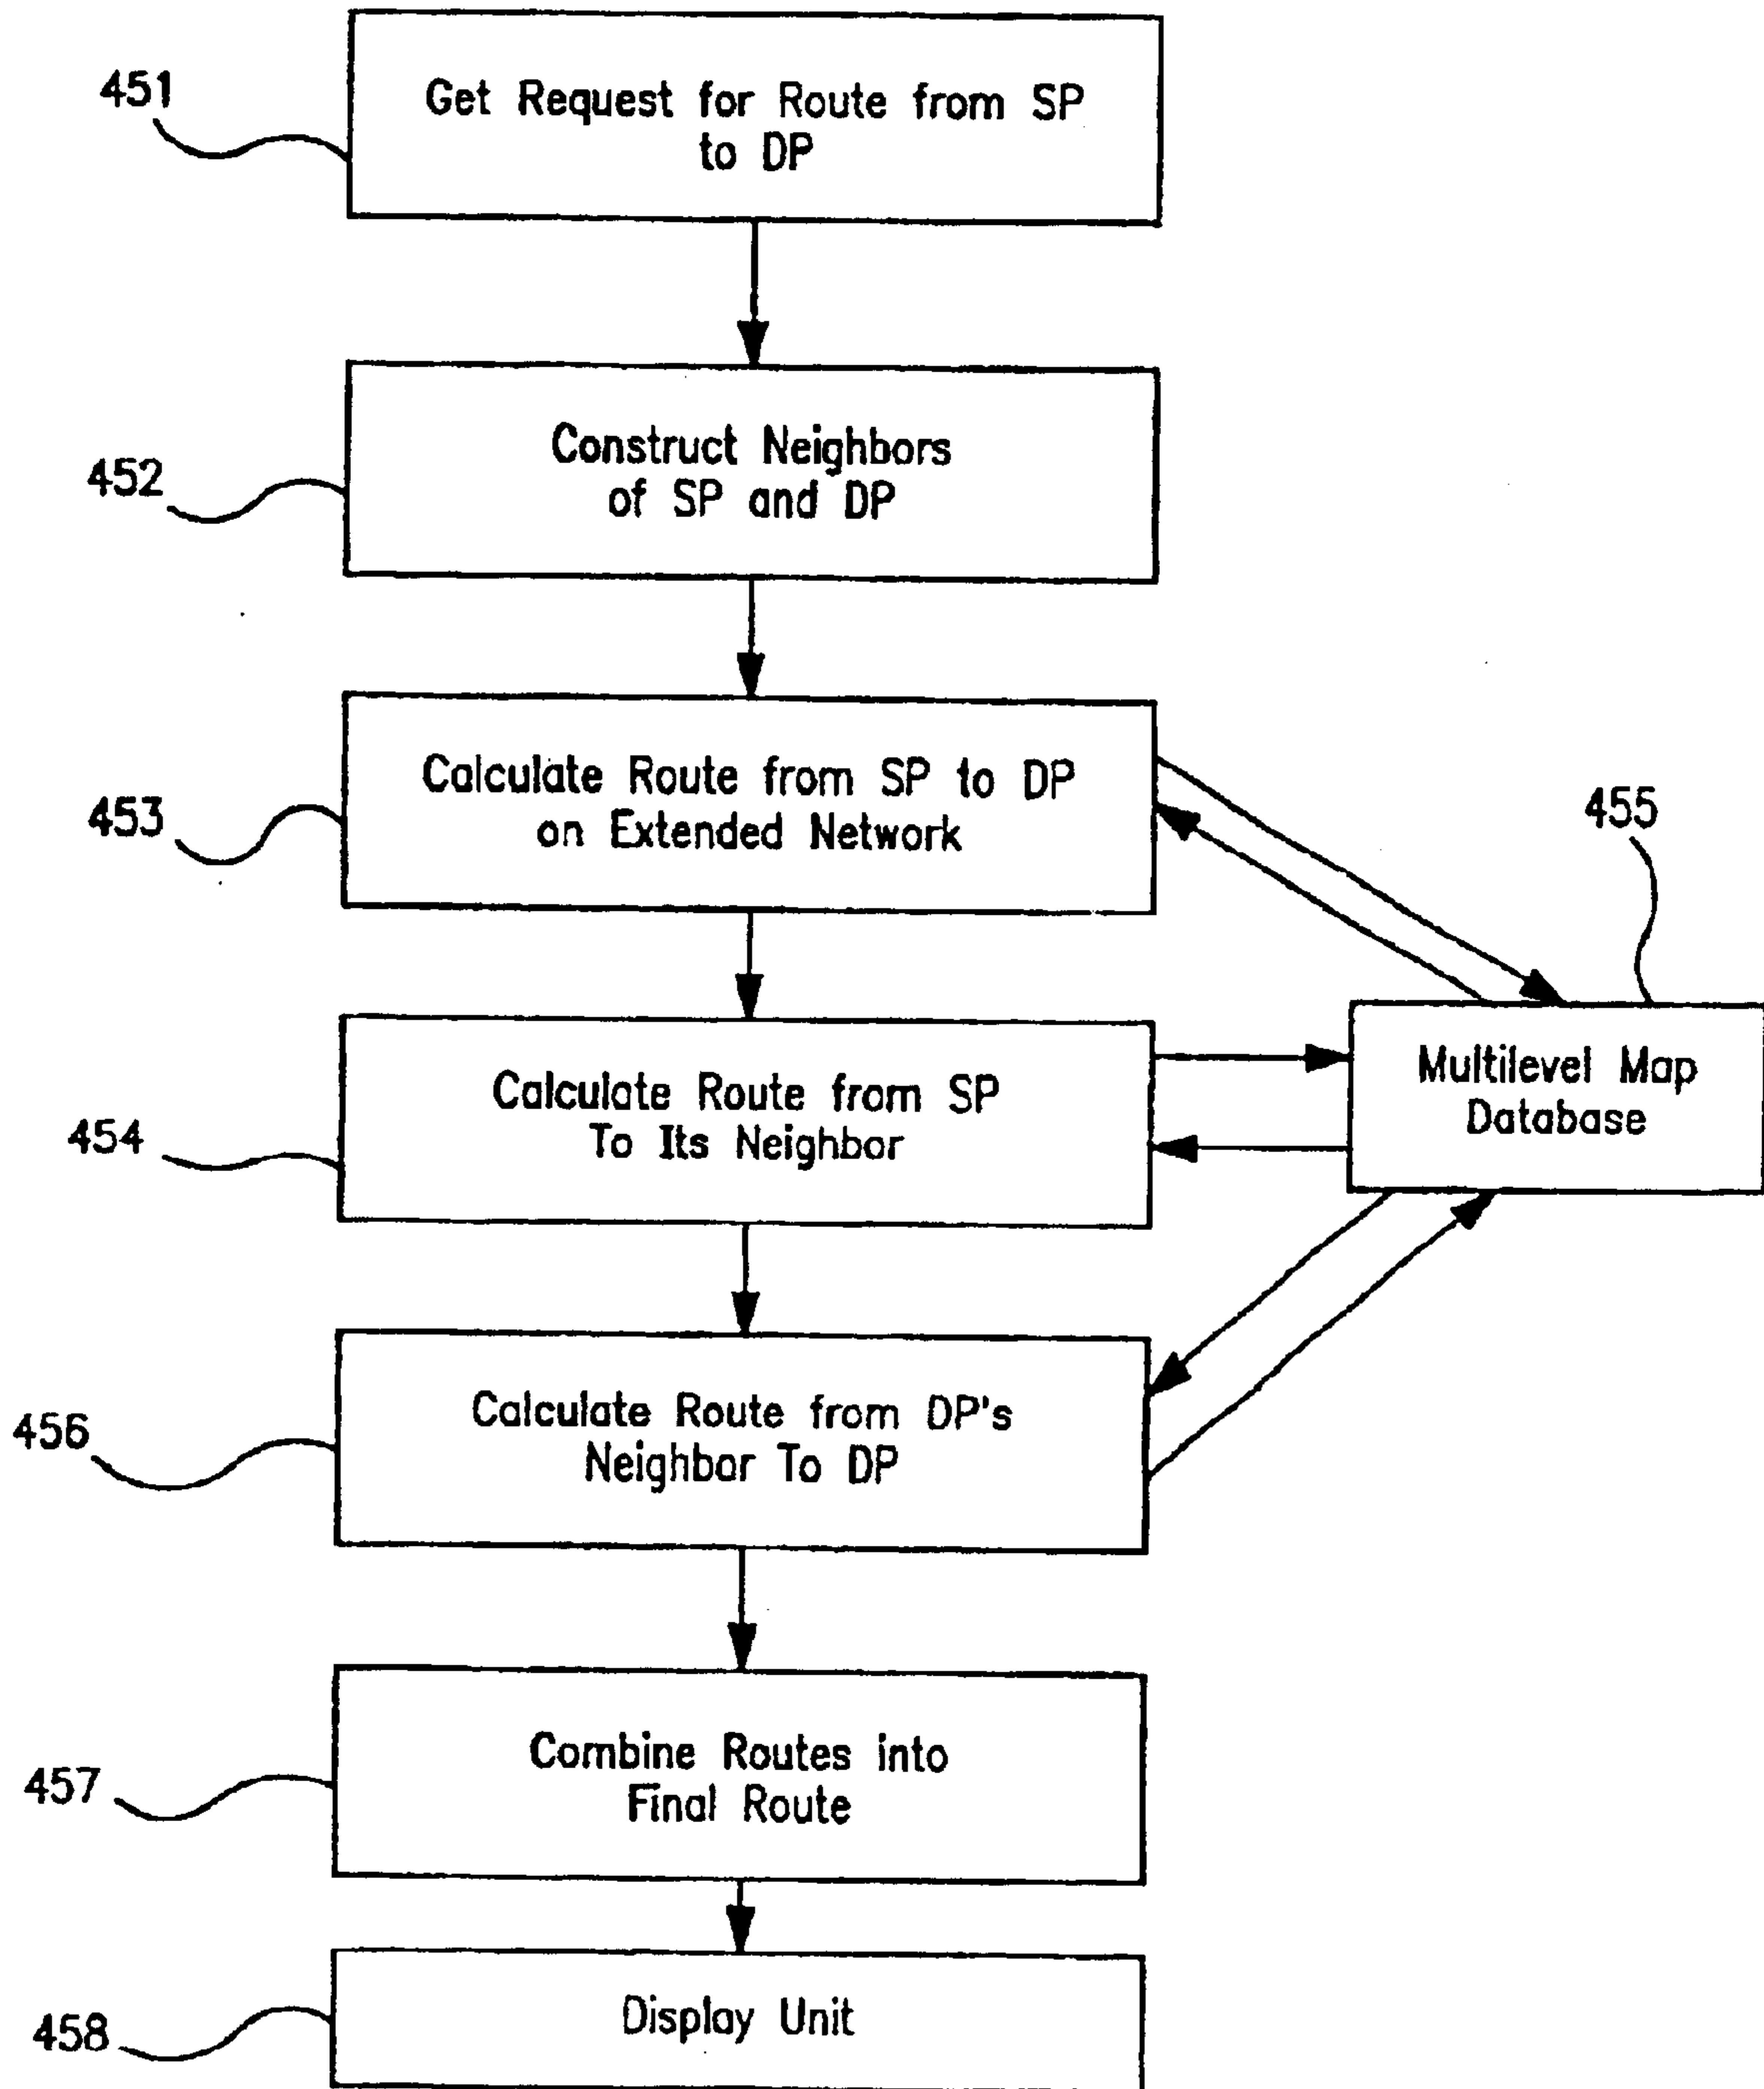 451
Get Request for Route from SP
to DP
452
Construct Neighbors
of SP and DP
453
Calculate Route from SP to DP
on Extended Network
455
454
Calculate Route from SP
To Its Neighbor
Multilevel Map
Database
456
Calculate Route from DP's
Neighbor To DP
457
Combine Routes into
Final Route
458
Display Unit